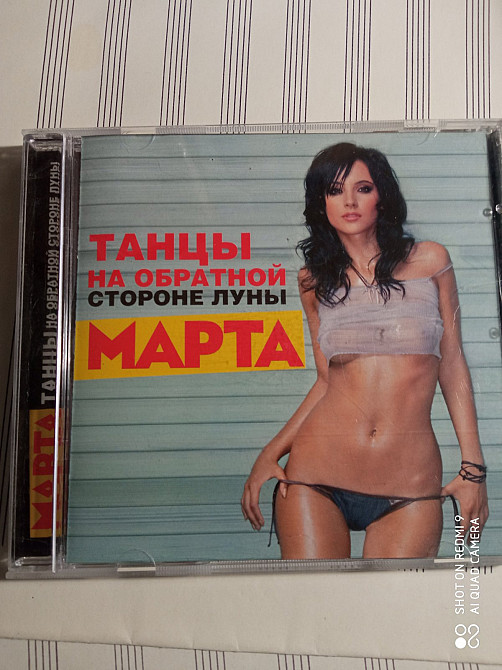 ТАНЦЫ
НА ОБРАТНОЙ
СТОРОНЕ ЛУНЫ
МАРТА
МАРТА ТАНЦЫ НА ОБРАТНОЙ СТОРОНЕ ЛУНЫ
SHOT ON REDMI 9
AI QUAD CAMERA